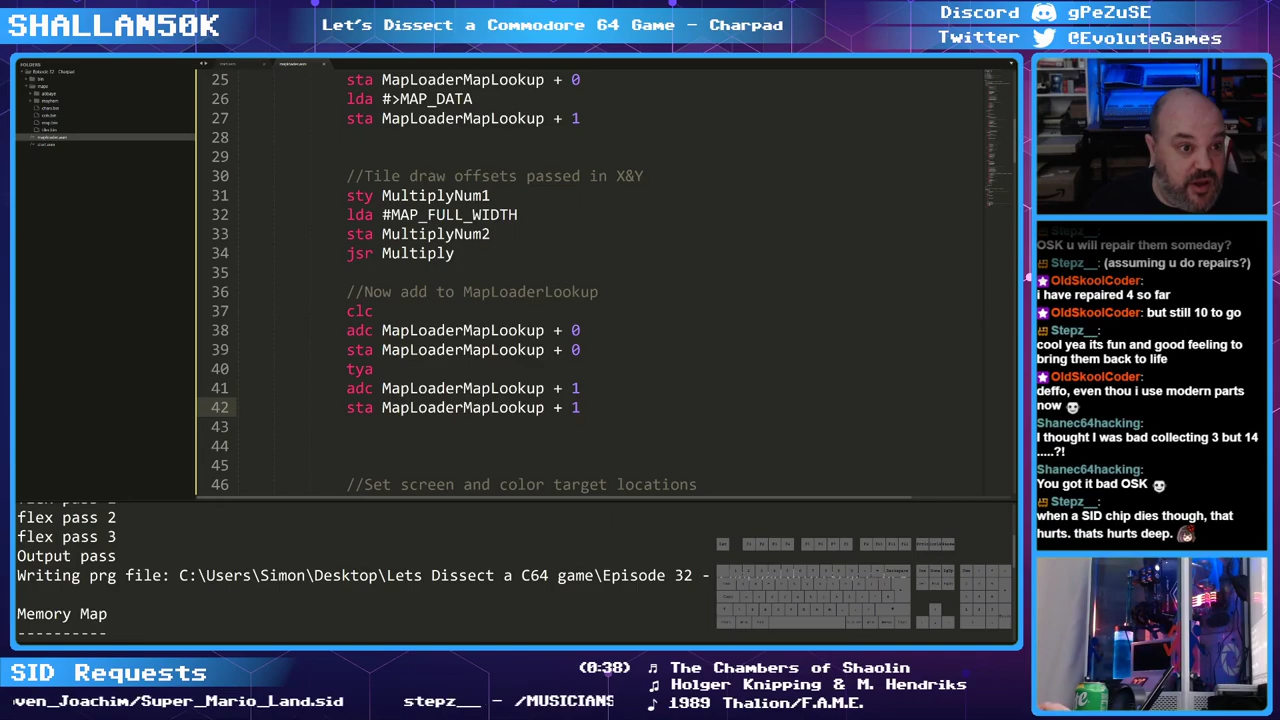 SHALLAN50K
Let's Dissect a Commodore 64 Game - Charpad
Discord gPeZuSE
Twitter @EvoluteGames
FOLDERS
25 sta MapLoaderMapLookup + 0
26 lda #>MAP_DATA
27 sta MapLoaderMapLookup + 1
28
29
30 //Tile draw offsets passed in X&Y
31 sty MultiplyNum1
32 lda #MAP_FULL_WIDTH
33 sta MultiplyNum2
34 jsr Multiply
35
36 //Now add to MapLoaderLookup
37 clc
38 adc MapLoaderMapLookup + 0
39 sta MapLoaderMapLookup + 0
40 tya
41 adc MapLoaderMapLookup + 1
42 sta MapLoaderMapLookup + 1
43
44
45
46 //Set screen and color target locations
flex pass 2
flex pass 3
Output pass
Writing prg file: C:\Users\Simon\Desktop\Lets Dissect a C64 game\Episode 32 -
Memory Map
----------
Stepz__:
OSK u will repair them someday?
Stepz__: (assuming u do repairs?)
OldSkoolCoder:
i have repaired 4 so far
OldSkoolCoder: but still 10 to go
Stepz__:
cool yea its fun and good feeling to
bring them back to life
OldSkoolCoder:
deffo, even thou i use modern parts
now
Shanec64hacking:
I thought I was bad collecting 3 but 14
.....?!
Shanec64hacking:
You got it bad OSK
Stepz__:
when a SID chip dies though, that
hurts. thats hurts deep.
SID Requests
ven_Joachim/Super_Mario_Land.sid stepz__ - /MUSICIANS
(0:38) ♫ The Chambers of Shaolin
♫ Holger Knipping & M. Hendriks
♪ 1989 Thalion/F.A.M.E.